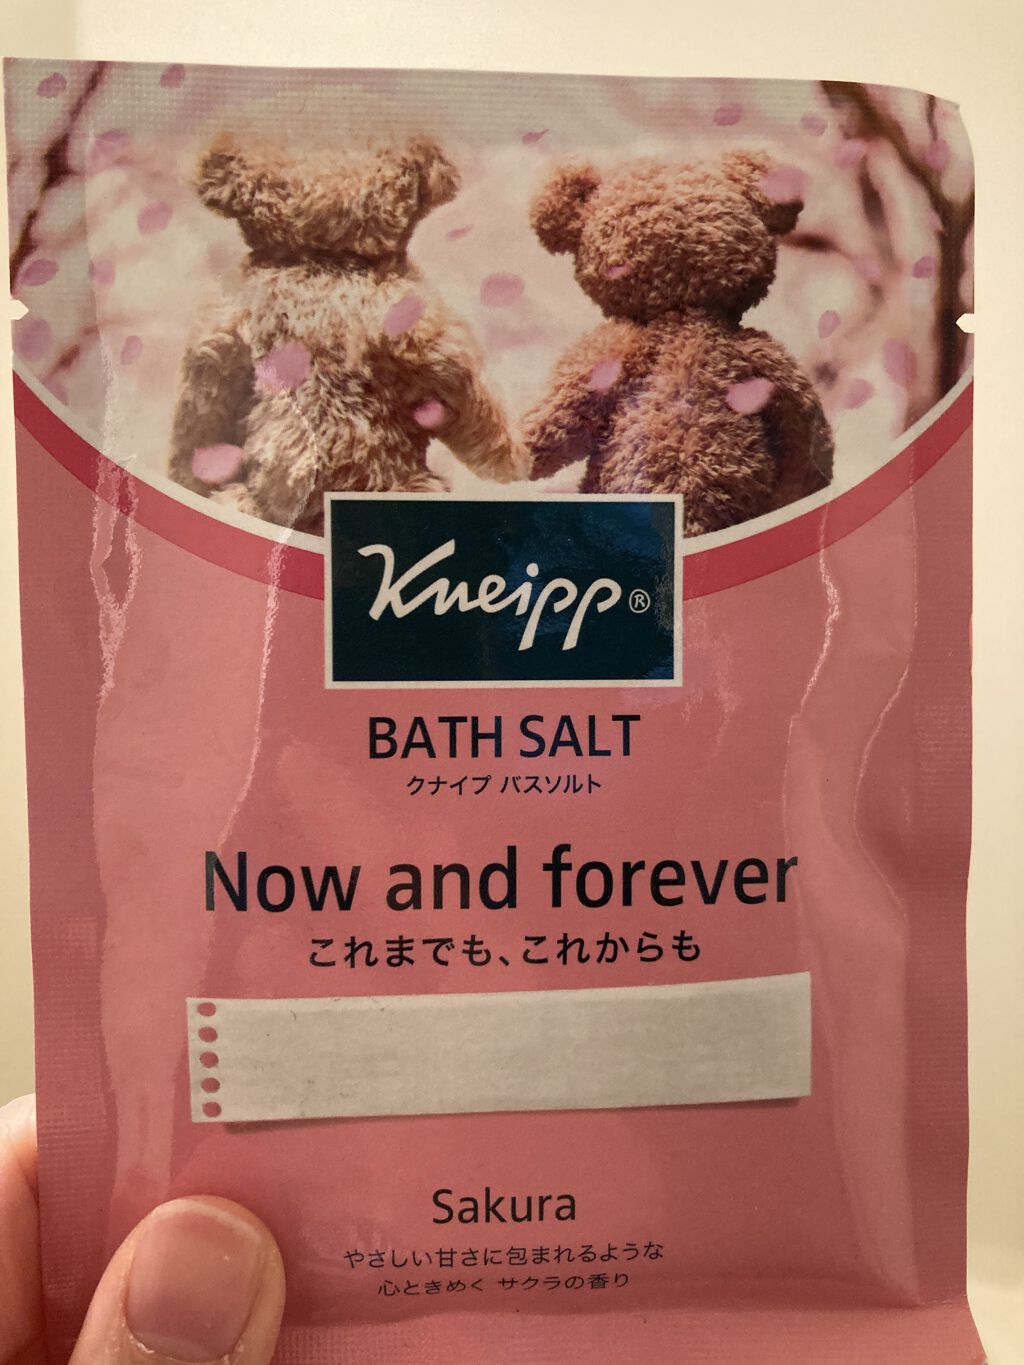 Kneipp®
BATH SALT
クナイプ バスソルト
Now and forever
これまでも、これからも
Sakura
やさしい甘さに包まれるような
心ときめく サクラの香り